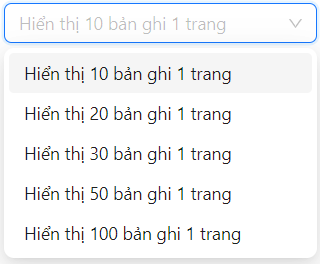 Hiển thị 10 bản ghi 1 trang
Hiển thị 10 bản ghi 1 trang
Hiển thị 20 bản ghi 1 trang
Hiển thị 30 bản ghi 1 trang
Hiển thị 50 bản ghi 1 trang
Hiển thị 100 bản ghi 1 trang